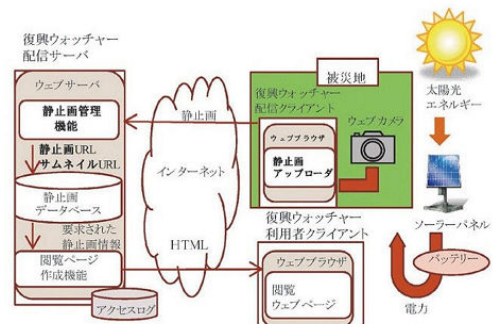 復興ウォッチャー
配信サーバ
ウェブサーバ
静止画管理
機能
静止画URL
サムネイルURL
静止画
データベース
要求された
静止画情報
閲覧ページ
作成機能
アクセスログ
静止画
インターネット
HTML
被災地
復興ウォッチャー
配信クライアント
ウェブカメラ
ウェブブラウザ
静止画
アップローダ
復興ウォッチャー
利用者クライアント
ウェブブラウザ
閲覧
ウェブページ
太陽光
エネルギー
ソーラーパネル
バッテリー
電力